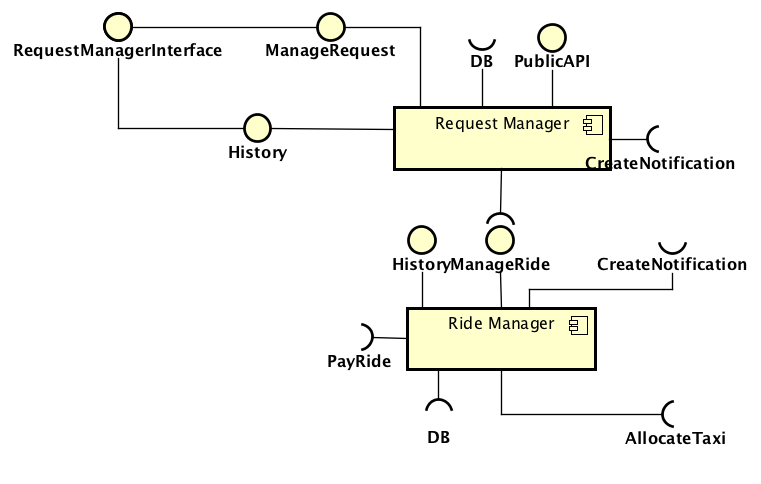 RequestManagerInterface
ManageRequest
DB
PublicAPI
Request Manager
History
CreateNotification
History
ManageRide
CreateNotification
Ride Manager
PayRide
DB
AllocateTaxi